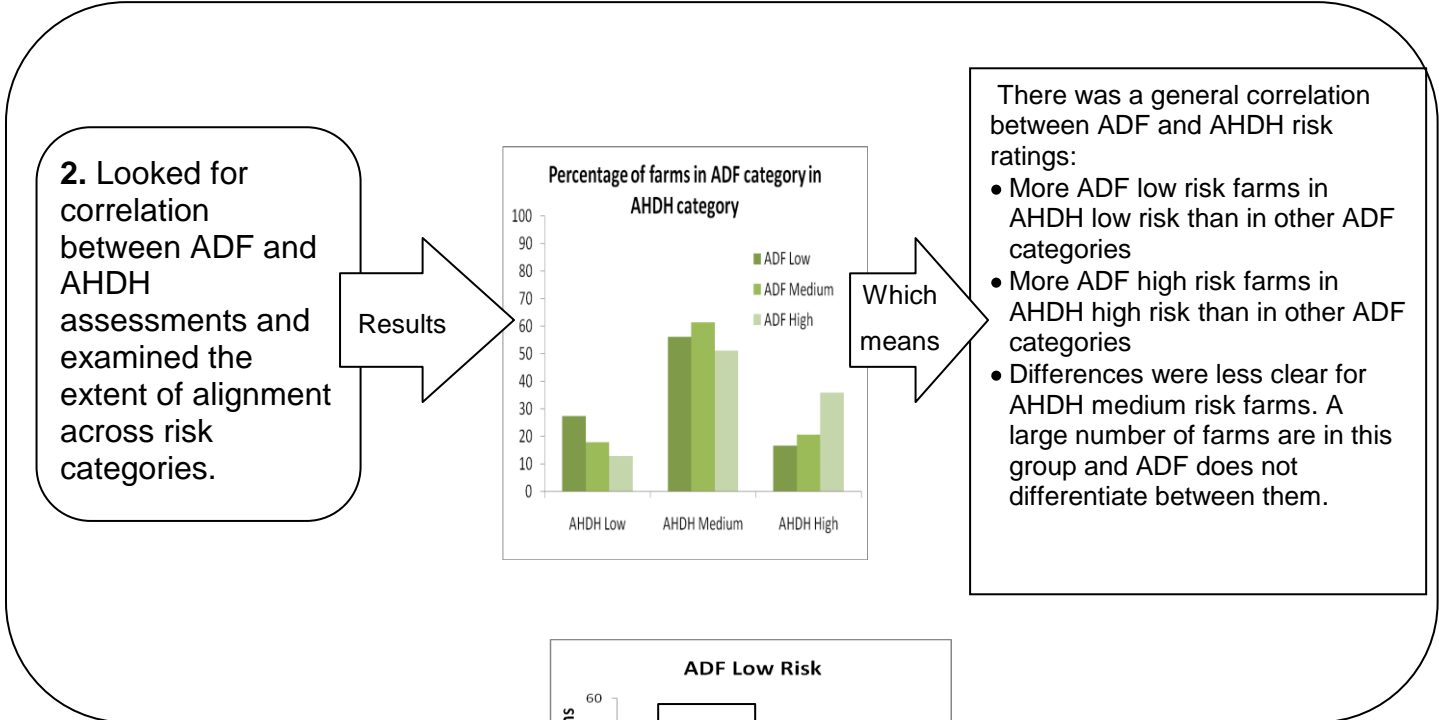 2. Looked for
correlation
between ADF and
AHDH
assessments and
examined the
extent of alignment
across risk
categories.
Results
Percentage of farms in ADF category in
AHDH category
100
90
80
70
60
50
40
30
20
10
0
ADF Low
ADF Medium
ADF High
AHDH Low AHDH Medium AHDH High
Which
means
There was a general correlation
between ADF and AHDH risk
ratings:
• More ADF low risk farms in
AHDH low risk than in other ADF
categories
• More ADF high risk farms in
AHDH high risk than in other ADF
categories
• Differences were less clear for
AHDH medium risk farms. A
large number of farms are in this
group and ADF does not
differentiate between them.
ADF Low Risk
60